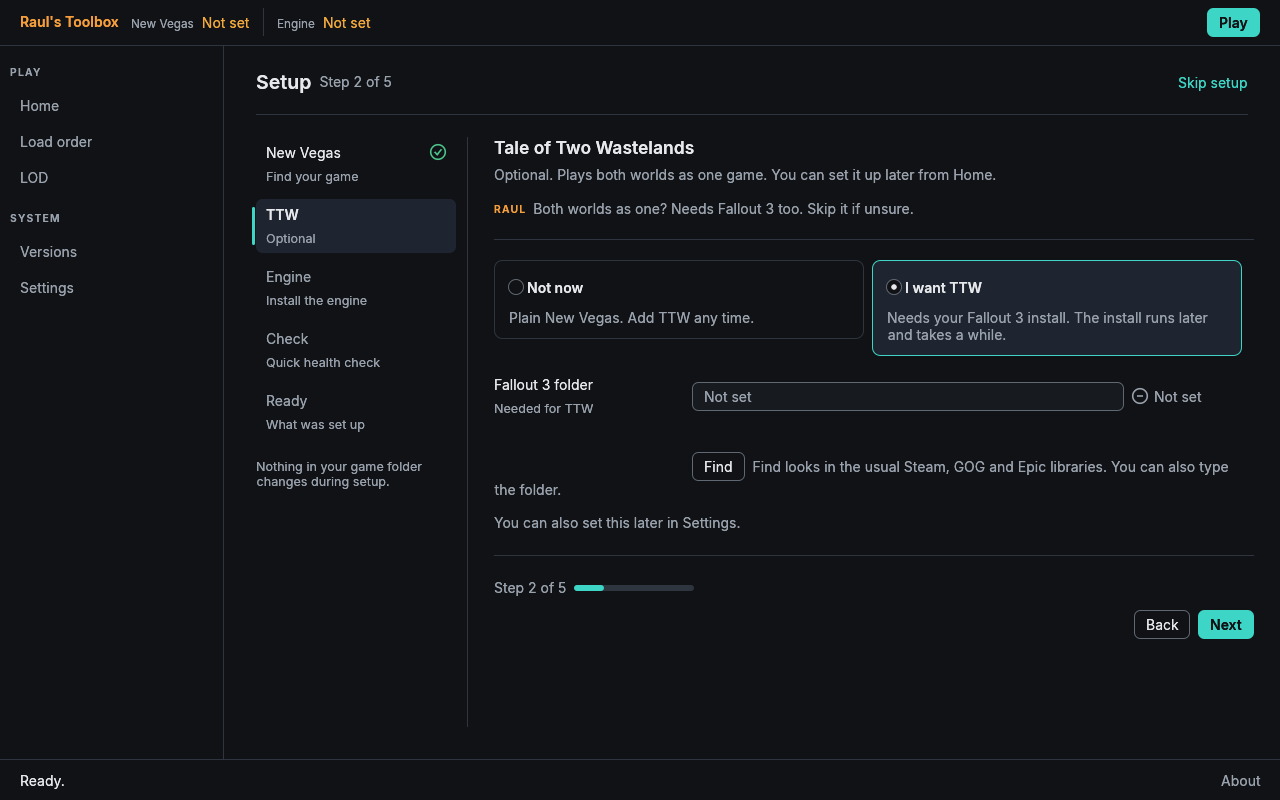 Raul's Toolbox New Vegas Not set Engine Not set Play
PLAY
Home
Load order
LOD
SYSTEM
Versions
Settings
Setup Step 2 of 5 Skip setup
New Vegas
Find your game
TTW
Optional
Engine
Install the engine
Check
Quick health check
Ready
What was set up
Nothing in your game folder
changes during setup.
Tale of Two Wastelands
Optional. Plays both worlds as one game. You can set it up later from Home.
RAUL Both worlds as one? Needs Fallout 3 too. Skip it if unsure.
Not now
Plain New Vegas. Add TTW any time.
I want TTW
Needs your Fallout 3 install. The install runs later
and takes a while.
Fallout 3 folder
Needed for TTW
Not set Not set
Find Find looks in the usual Steam, GOG and Epic libraries. You can also type
the folder.
You can also set this later in Settings.
Step 2 of 5
Back Next
Ready. About